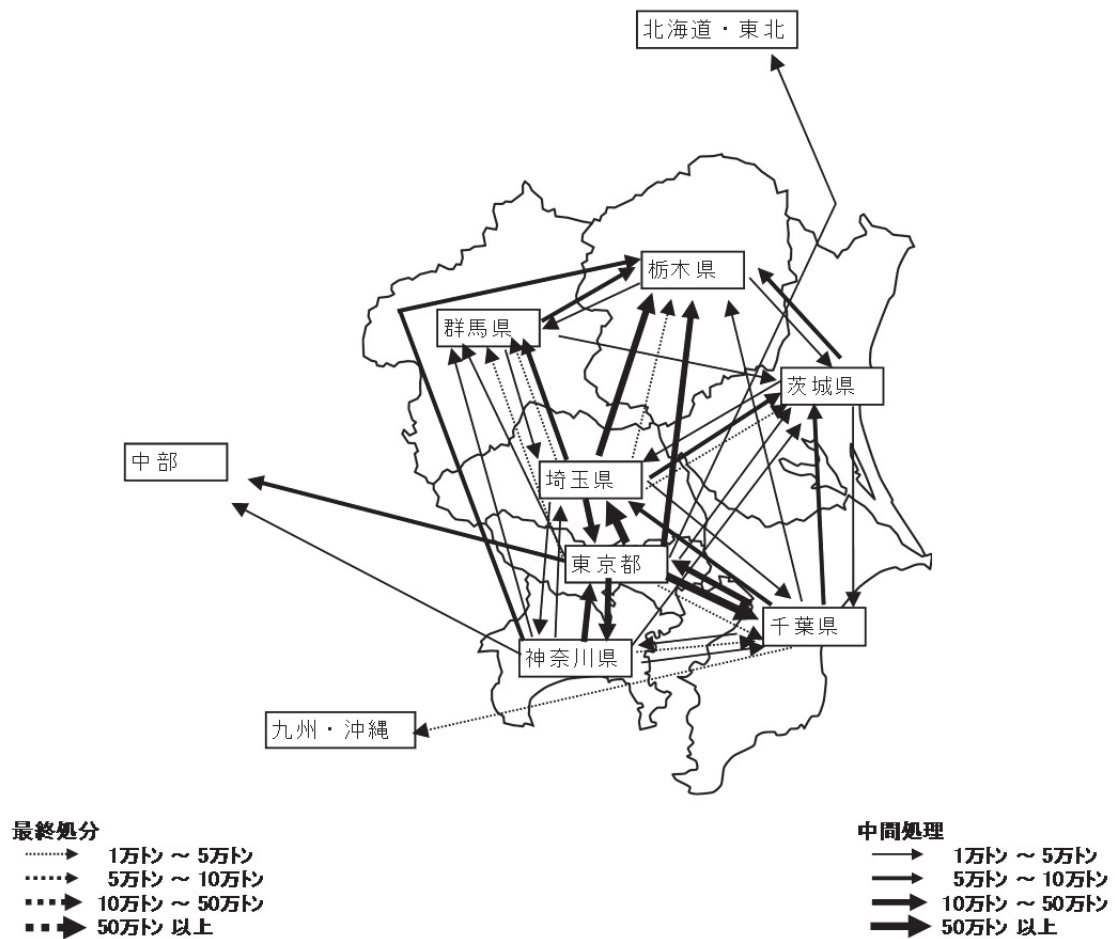 北海道・東北
栃木県
群馬県
茨城県
中部
埼玉県
東京都
千葉県
神奈川県
九州・沖縄
最終処分
1万トン ~ 5万トン
5万トン ~ 10万トン
10万トン ~ 50万トン
50万トン 以上
中間処理
1万トン ~ 5万トン
5万トン ~ 10万トン
10万トン ~ 50万トン
50万トン 以上